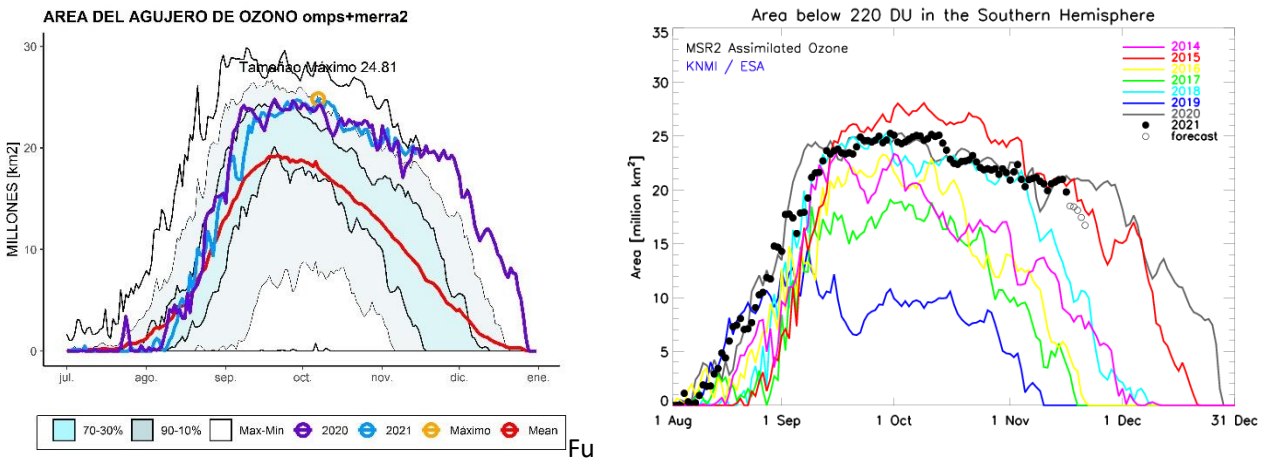 AREA DEL AGUJERO DE OZONO omps+merra2
Tamañao Máximo 24.81
MILLONES [km2]
30
20
10
0
jul. ago. sep. oct. nov. dic. ene.
70-30% 90-10% Max-Min 2020 2021 Máximo Mean
Fu
Area below 220 DU in the Southern Hemisphere
MSR2 Assimilated Ozone
KNMI / ESA
2014
2015
2016
2017
2018
2019
2020
2021
forecast
Area [million km²]
35
30
25
20
15
10
5
0
1 Aug 1 Sep 1 Oct 1 Nov 1 Dec 31 Dec